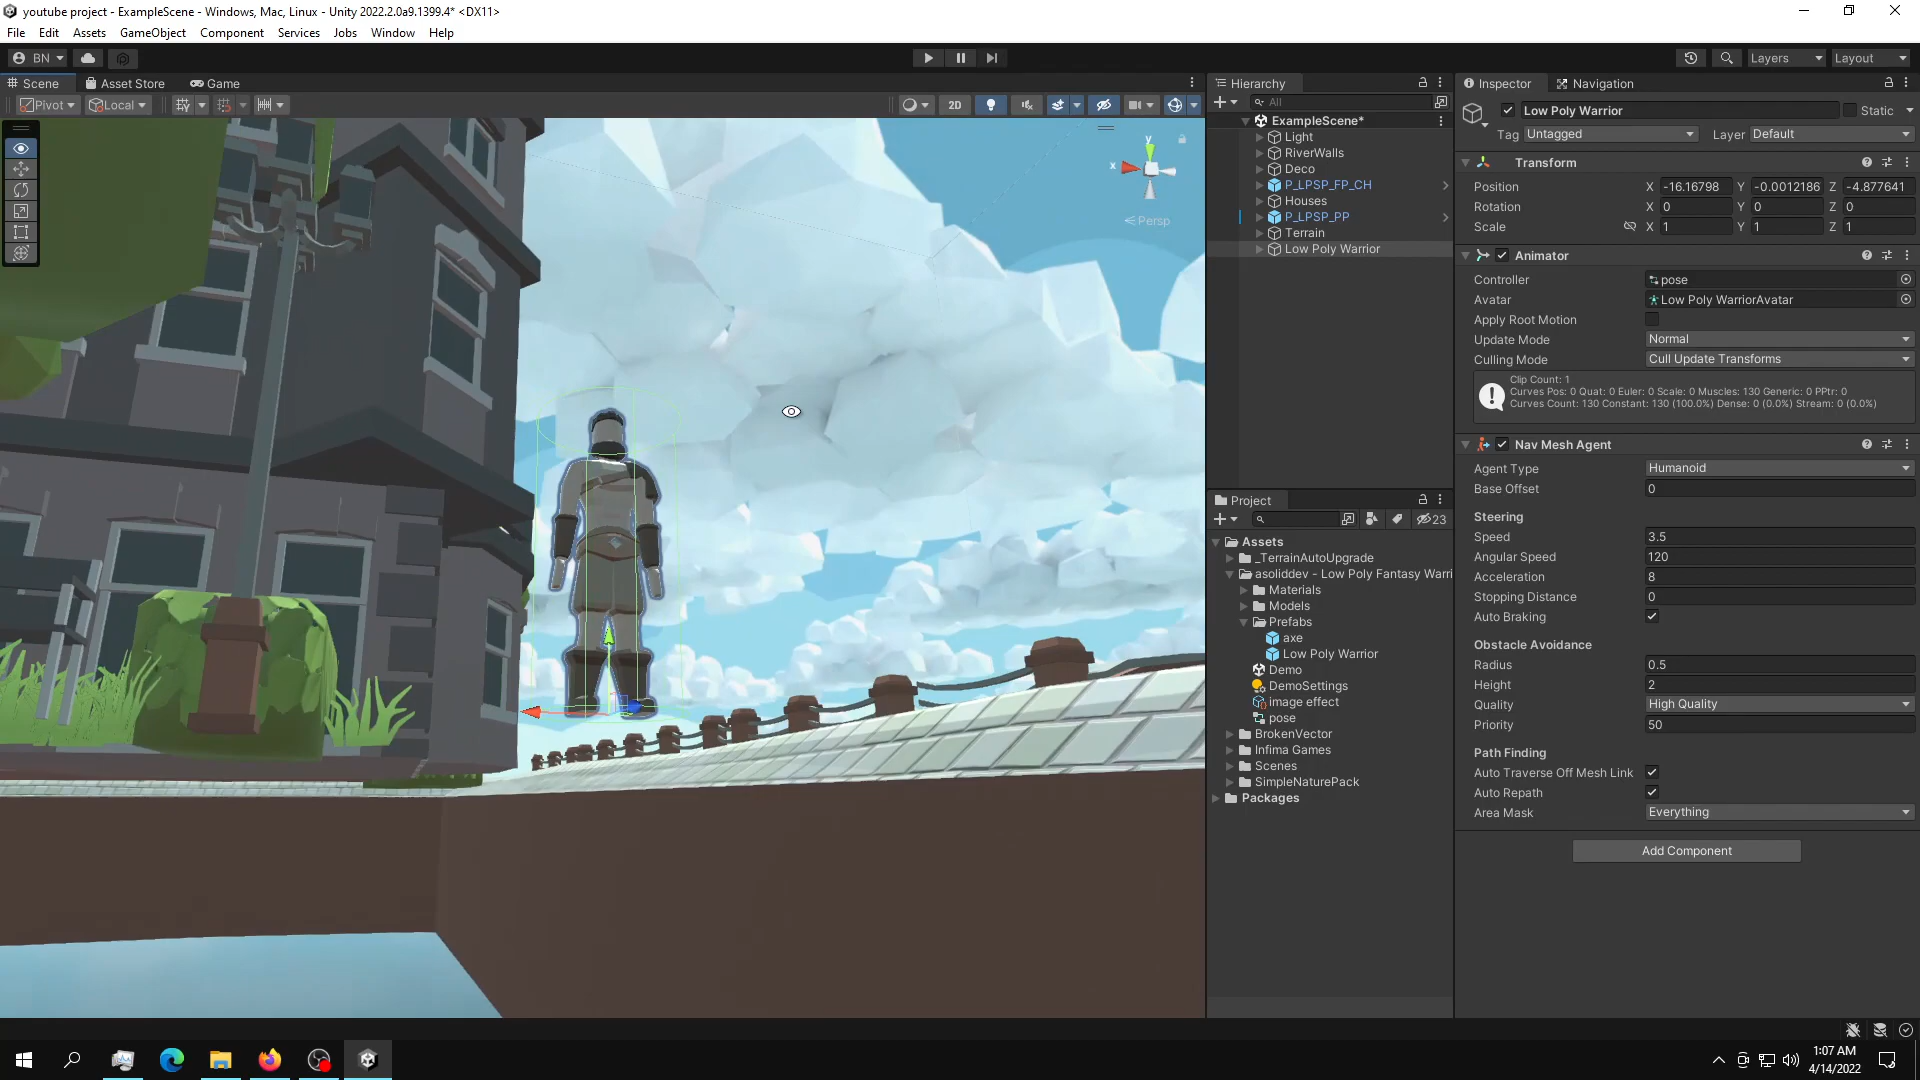 youtube project - ExampleScene - Windows, Mac, Linux - Unity 2022.2.0a9.1399.4* <DX11>
File Edit Assets GameObject Component Services Jobs Window Help
BN
Layers Layout
Scene Asset Store Game
Pivot Local 2D
y
x
Persp
Hierarchy
All
ExampleScene*
Light
RiverWalls
Deco
P_LPSP_FP_CH
Houses
P_LPSP_PP
Terrain
Low Poly Warrior
Project
23
Assets
_TerrainAutoUpgrade
asoliddev - Low Poly Fantasy Warri
Materials
Models
Prefabs
axe
Low Poly Warrior
Demo
DemoSettings
image effect
pose
BrokenVector
Infima Games
Scenes
SimpleNaturePack
Packages
Inspector Navigation
Low Poly Warrior Static
Tag Untagged Layer Default
Transform
Position X -16.16798 Y -0.0012186 Z -4.877641
Rotation X 0 Y 0 Z 0
Scale X 1 Y 1 Z 1
Animator
Controller pose
Avatar Low Poly WarriorAvatar
Apply Root Motion
Update Mode Normal
Culling Mode Cull Update Transforms
Clip Count: 1
Curves Pos: 0 Quat: 0 Euler: 0 Scale: 0 Muscles: 130 Generic: 0 PPtr: 0
Curves Count: 130 Constant: 130 (100.0%) Dense: 0 (0.0%) Stream: 0 (0.0%)
Nav Mesh Agent
Agent Type Humanoid
Base Offset 0
Steering
Speed 3.5
Angular Speed 120
Acceleration 8
Stopping Distance 0
Auto Braking
Obstacle Avoidance
Radius 0.5
Height 2
Quality High Quality
Priority 50
Path Finding
Auto Traverse Off Mesh Link
Auto Repath
Area Mask Everything
Add Component
1:07 AM
4/14/2022